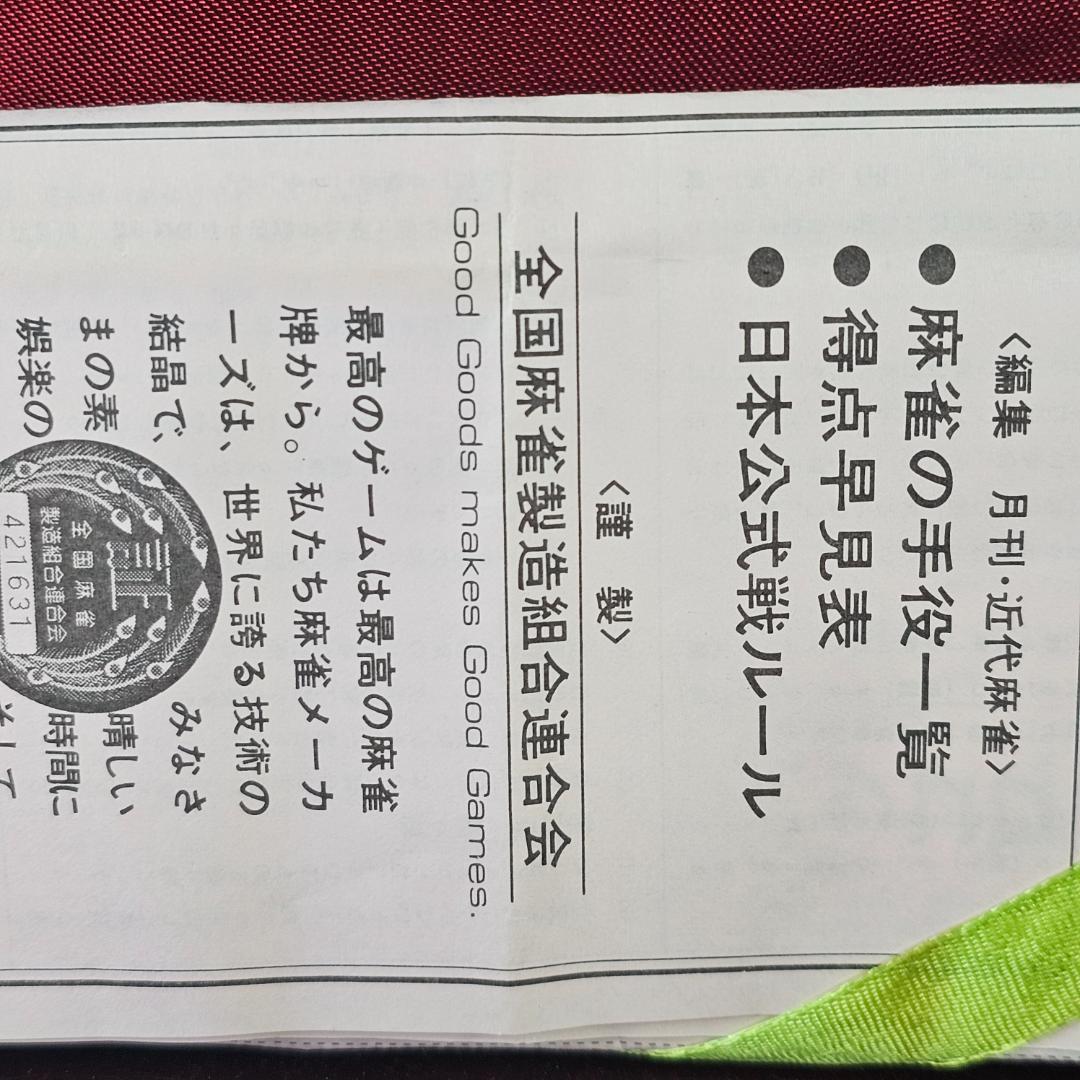 〈編集　月刊·近代麻雀〉
● 麻雀の手役一覧
● 得点早見表
● 日本公式戦ルール
〈謹　製〉
全国麻雀製造組合連合会
Good Goods makes Good Games.
最高のゲームは最高の麻雀
牌から。私たち麻雀メーカ
ーズは、世界に誇る技術の
結晶で、 みなさ
まの素 晴しい
娯楽の 時間に
そして
全国麻雀
製造組合連合会
421631